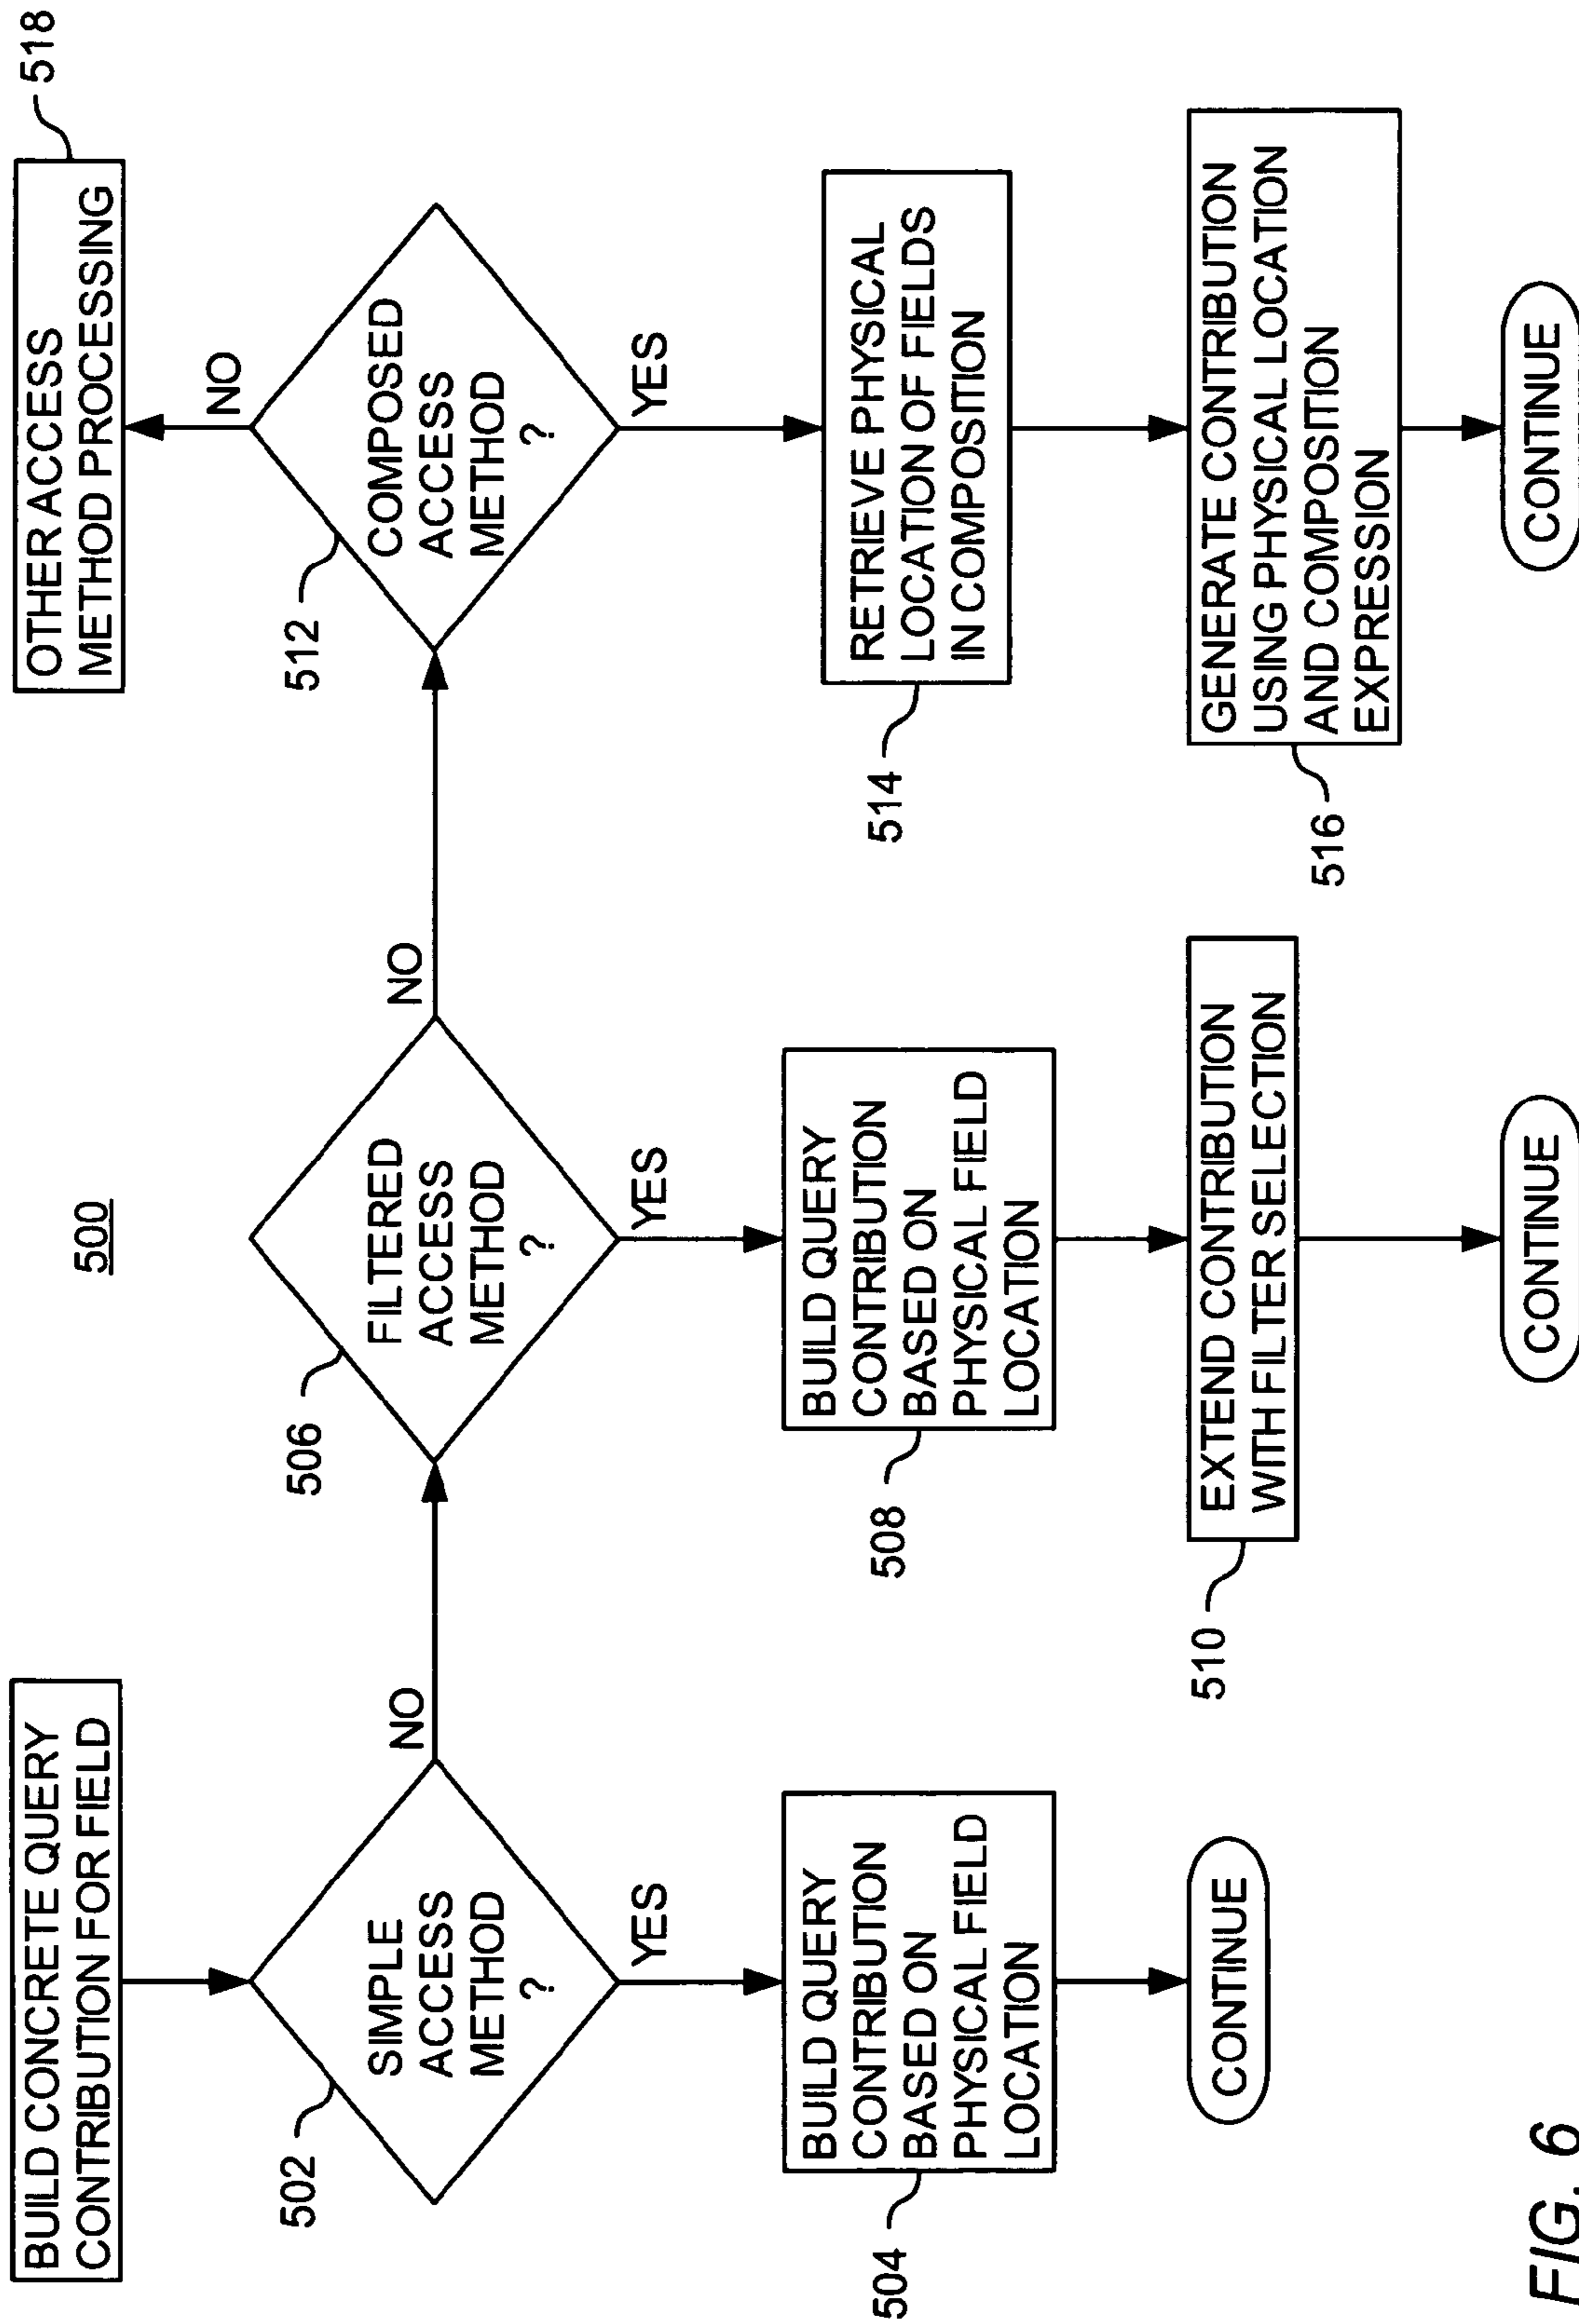 500
BUILD CONCRETE QUERY
CONTRIBUTION FOR FIELD
502
SIMPLE
ACCESS
METHOD
?
NO
YES
504
BUILD QUERY
CONTRIBUTION
BASED ON
PHYSICAL FIELD
LOCATION
CONTINUE
506
FILTERED
ACCESS
METHOD
?
NO
YES
508
BUILD QUERY
CONTRIBUTION
BASED ON
PHYSICAL FIELD
LOCATION
510
EXTEND CONTRIBUTION
WITH FILTER SELECTION
CONTINUE
512
COMPOSED
ACCESS
METHOD
?
NO
OTHER ACCESS
METHOD PROCESSING
518
YES
514
RETRIEVE PHYSICAL
LOCATION OF FIELDS
IN COMPOSITION
516
GENERATE CONTRIBUTION
USING PHYSICAL LOCATION
AND COMPOSITION
EXPRESSION
CONTINUE
FIG. 6